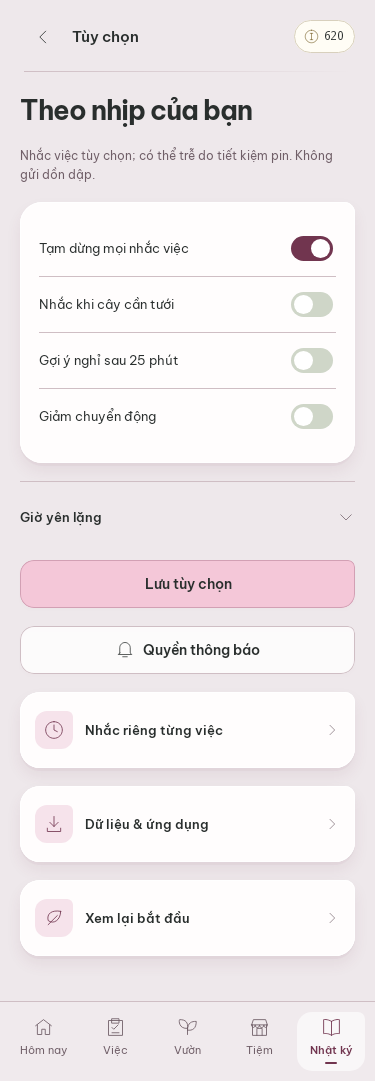 Tùy chọn
620
Theo nhịp của bạn
Nhắc việc tùy chọn; có thể trễ do tiết kiệm pin. Không
gửi dồn dập.
Tạm dừng mọi nhắc việc
Nhắc khi cây cần tưới
Gợi ý nghỉ sau 25 phút
Giảm chuyển động
Giờ yên lặng
Lưu tùy chọn
Quyền thông báo
Nhắc riêng từng việc
Dữ liệu & ứng dụng
Xem lại bắt đầu
Hôm nay
Việc
Vườn
Tiệm
Nhật ký